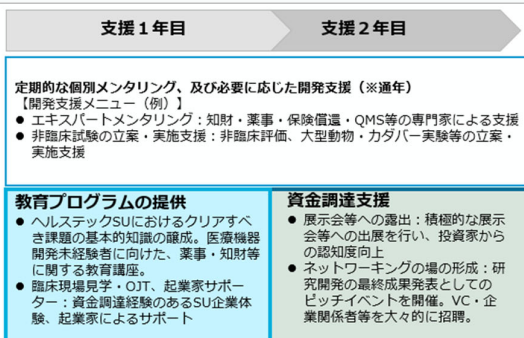 支援１年目
支援２年目
定期的な個別メンタリング、及び必要に応じた開発支援（※通年）
【開発支援メニュー（例）】
● エキスパートメンタリング：知財・薬事・保険償還・QMS等の専門家による支援
● 非臨床試験の立案・実施支援：非臨床評価、大型動物・カダバー実験等の立案・
実施支援
教育プログラムの提供
● ヘルステックSUにおけるクリアすべ
き課題の基本的知識の醸成。医療機器
開発未経験者に向けた、薬事・知財等
に関する教育講座。
● 臨床現場見学・OJT、起業家サポー
ター：資金調達経験のあるSU企業体
験、起業家によるサポート
資金調達支援
● 展示会等への露出：積極的な展示
会等への出展を行い、投資家から
の認知度向上
● ネットワーキングの場の形成：研
究開発の最終成果発表としての
ピッチイベントを開催。VC・企
業関係者等を大々的に招聘。